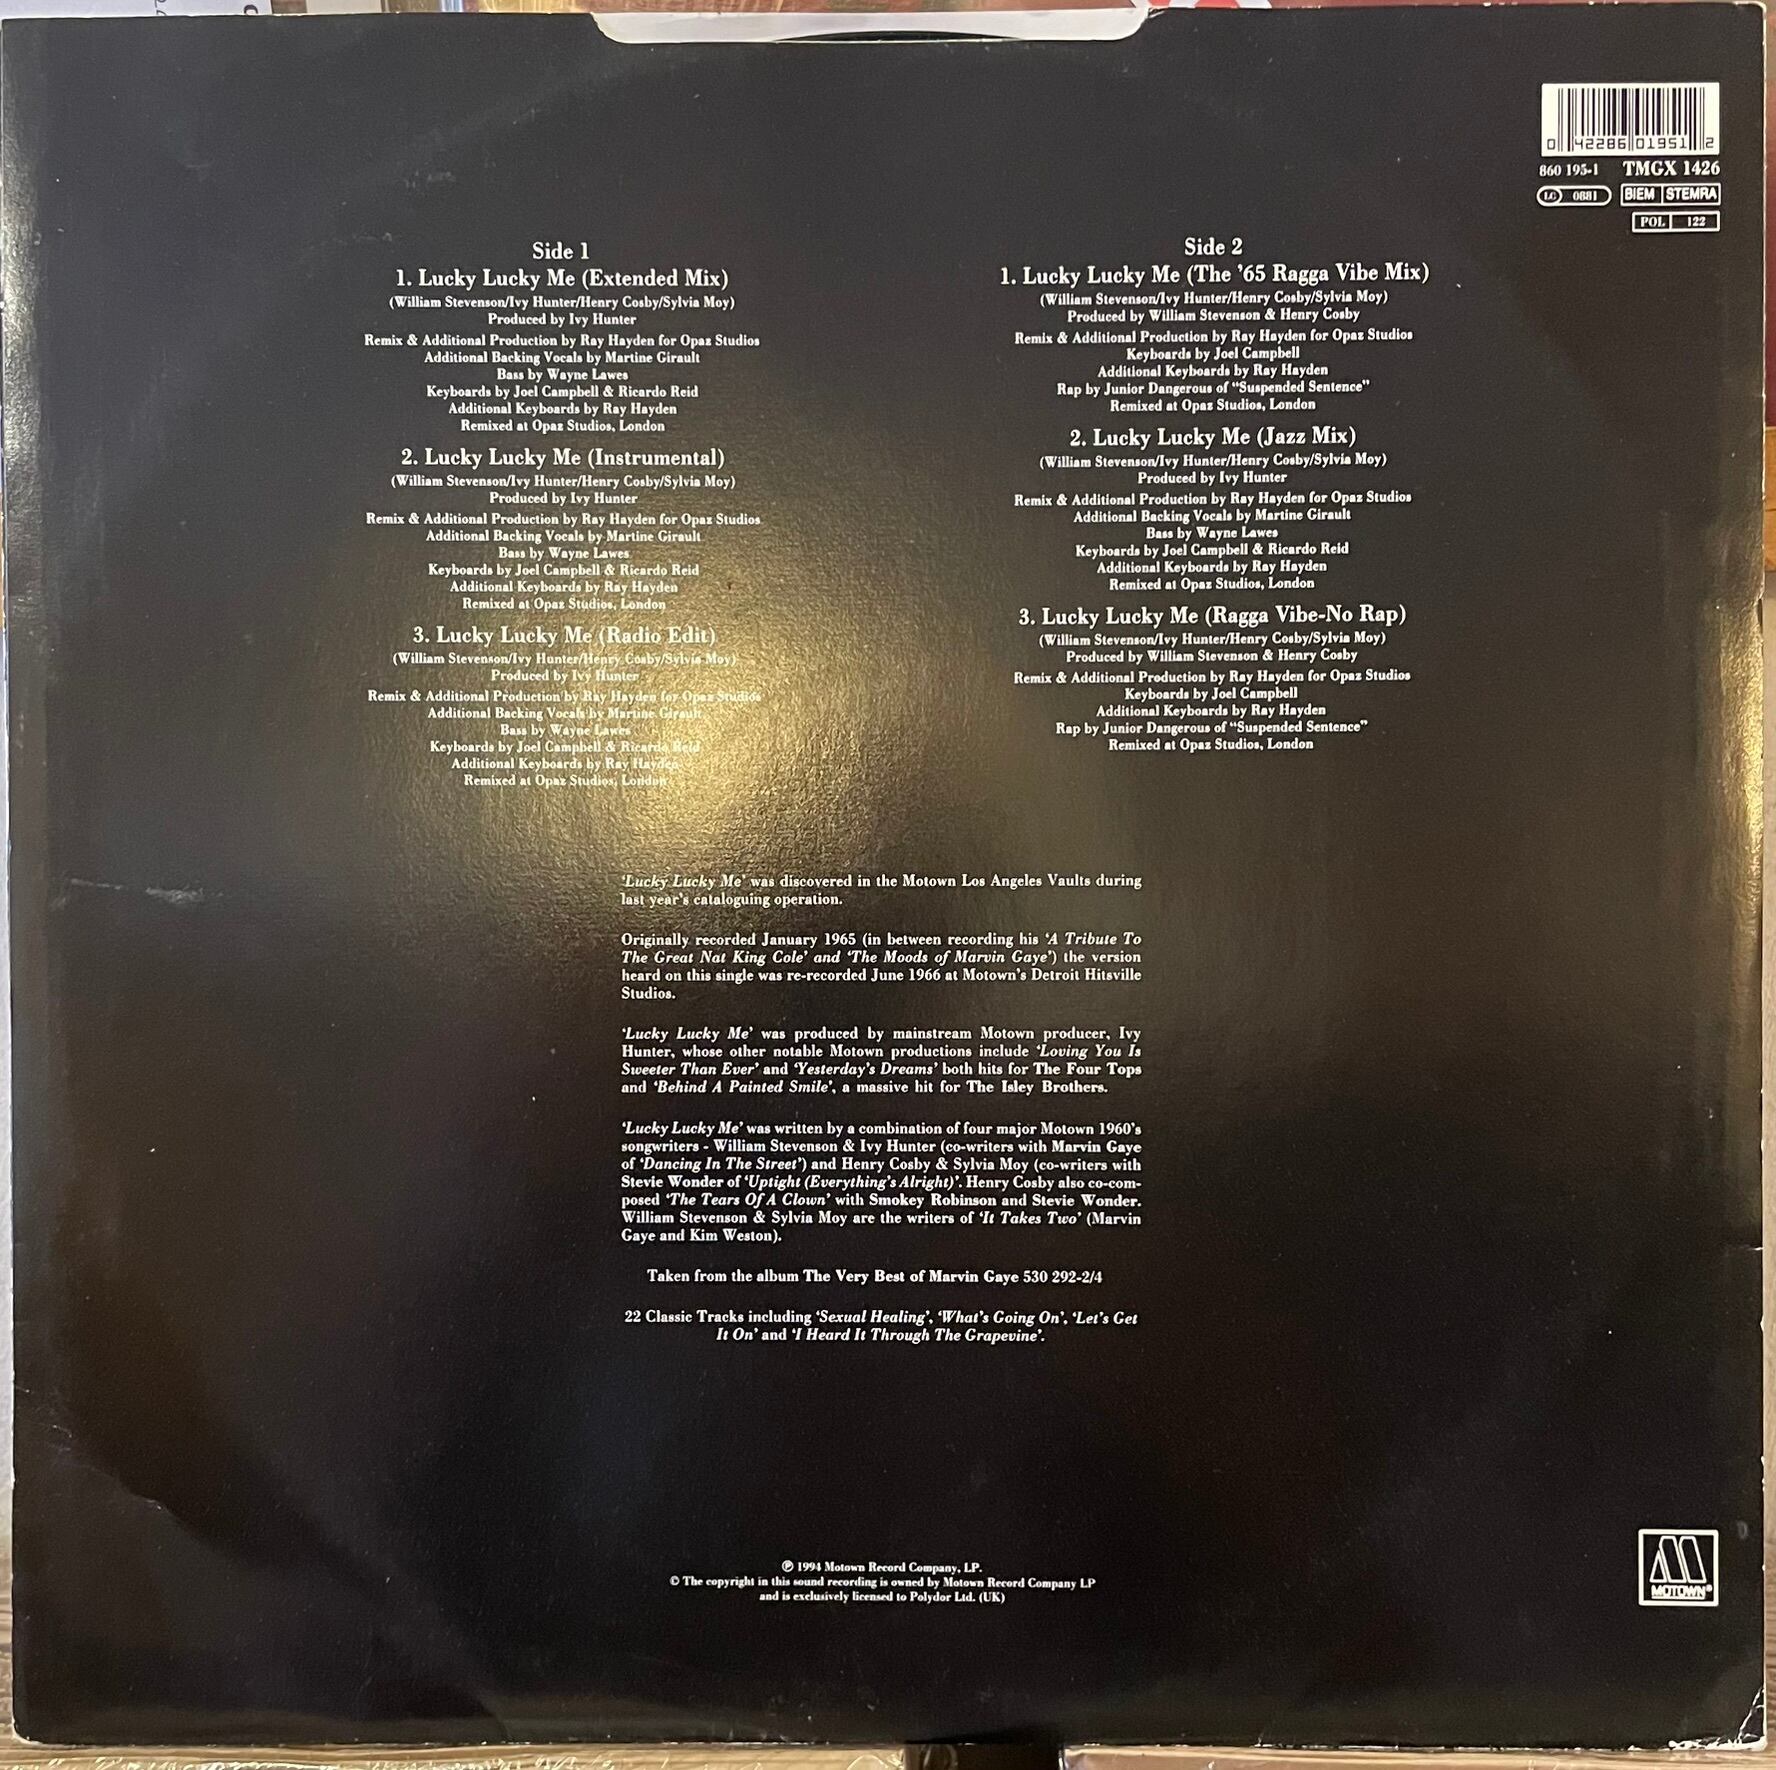 0 42286 01951 2
860 195-1 TMGX 1426
LC 0881 BIEM STEMRA
POL 122
Side 1
1. Lucky Lucky Me (Extended Mix)
(William Stevenson/Ivy Hunter/Henry Cosby/Sylvia Moy)
Produced by Ivy Hunter
Remix & Additional Production by Ray Hayden for Opaz Studios
Additional Backing Vocals by Martine Girault
Bass by Wayne Lawes
Keyboards by Joel Campbell & Ricardo Reid
Additional Keyboards by Ray Hayden
Remixed at Opaz Studios, London
2. Lucky Lucky Me (Instrumental)
(William Stevenson/Ivy Hunter/Henry Cosby/Sylvia Moy)
Produced by Ivy Hunter
Remix & Additional Production by Ray Hayden for Opaz Studios
Additional Backing Vocals by Martine Girault
Bass by Wayne Lawes
Keyboards by Joel Campbell & Ricardo Reid
Additional Keyboards by Ray Hayden
Remixed at Opaz Studios, London
3. Lucky Lucky Me (Radio Edit)
(William Stevenson/Ivy Hunter/Henry Cosby/Sylvia Moy)
Produced by Ivy Hunter
Remix & Additional Production by Ray Hayden for Opaz Studios
Additional Backing Vocals by Martine Girault
Bass by Wayne Lawes
Keyboards by Joel Campbell & Ricardo Reid
Additional Keyboards by Ray Hayden
Remixed at Opaz Studios, London
Side 2
1. Lucky Lucky Me (The '65 Ragga Vibe Mix)
(William Stevenson/Ivy Hunter/Henry Cosby/Sylvia Moy)
Produced by William Stevenson & Henry Cosby
Remix & Additional Production by Ray Hayden for Opaz Studios
Keyboards by Joel Campbell
Additional Keyboards by Ray Hayden
Rap by Junior Dangerous of “Suspended Sentence”
Remixed at Opaz Studios, London
2. Lucky Lucky Me (Jazz Mix)
(William Stevenson/Ivy Hunter/Henry Cosby/Sylvia Moy)
Produced by Ivy Hunter
Remix & Additional Production by Ray Hayden for Opaz Studios
Additional Backing Vocals by Martine Girault
Bass by Wayne Lawes
Keyboards by Joel Campbell & Ricardo Reid
Additional Keyboards by Ray Hayden
Remixed at Opaz Studios, London
3. Lucky Lucky Me (Ragga Vibe-No Rap)
(William Stevenson/Ivy Hunter/Henry Cosby/Sylvia Moy)
Produced by William Stevenson & Henry Cosby
Remix & Additional Production by Ray Hayden for Opaz Studios
Keyboards by Joel Campbell
Additional Keyboards by Ray Hayden
Rap by Junior Dangerous of “Suspended Sentence”
Remixed at Opaz Studios, London
‘Lucky Lucky Me’ was discovered in the Motown Los Angeles Vaults during
last year's cataloguing operation.
Originally recorded January 1965 (in between recording his ‘A Tribute To
The Great Nat King Cole’ and ‘The Moods of Marvin Gaye’) the version
heard on this single was re-recorded June 1966 at Motown's Detroit Hitsville
Studios.
‘Lucky Lucky Me’ was produced by mainstream Motown producer, Ivy
Hunter, whose other notable Motown productions include ‘Loving You Is
Sweeter Than Ever’ and ‘Yesterday's Dreams’ both hits for The Four Tops
and ‘Behind A Painted Smile’, a massive hit for The Isley Brothers.
‘Lucky Lucky Me’ was written by a combination of four major Motown 1960's
songwriters - William Stevenson & Ivy Hunter (co-writers with Marvin Gaye
of ‘Dancing In The Street’) and Henry Cosby & Sylvia Moy (co-writers with
Stevie Wonder of ‘Uptight (Everything's Alright)’. Henry Cosby also co-com-
posed ‘The Tears Of A Clown’ with Smokey Robinson and Stevie Wonder.
William Stevenson & Sylvia Moy are the writers of ‘It Takes Two’ (Marvin
Gaye and Kim Weston).
Taken from the album The Very Best of Marvin Gaye 530 292-2/4
22 Classic Tracks including ‘Sexual Healing’, ‘What's Going On’, ‘Let's Get
It On’ and ‘I Heard It Through The Grapevine’.
℗ 1994 Motown Record Company, LP.
© The copyright in this sound recording is owned by Motown Record Company LP
and is exclusively licensed to Polydor Ltd. (UK)
MOTOWN®